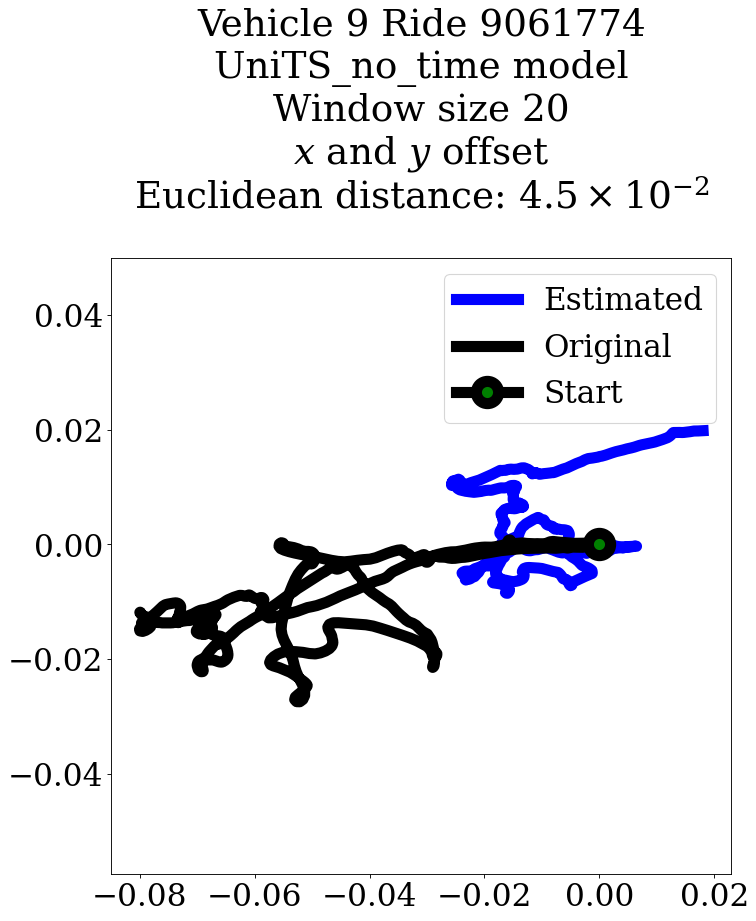 Vehicle 9 Ride 9061774
UniTS_no_time model
Window size 20
x and y offset
Euclidean distance: 4.5 × 10⁻²
Estimated
Original
Start
0.04
0.02
0.00
−0.02
−0.04
−0.08 −0.06 −0.04 −0.02 0.00 0.02